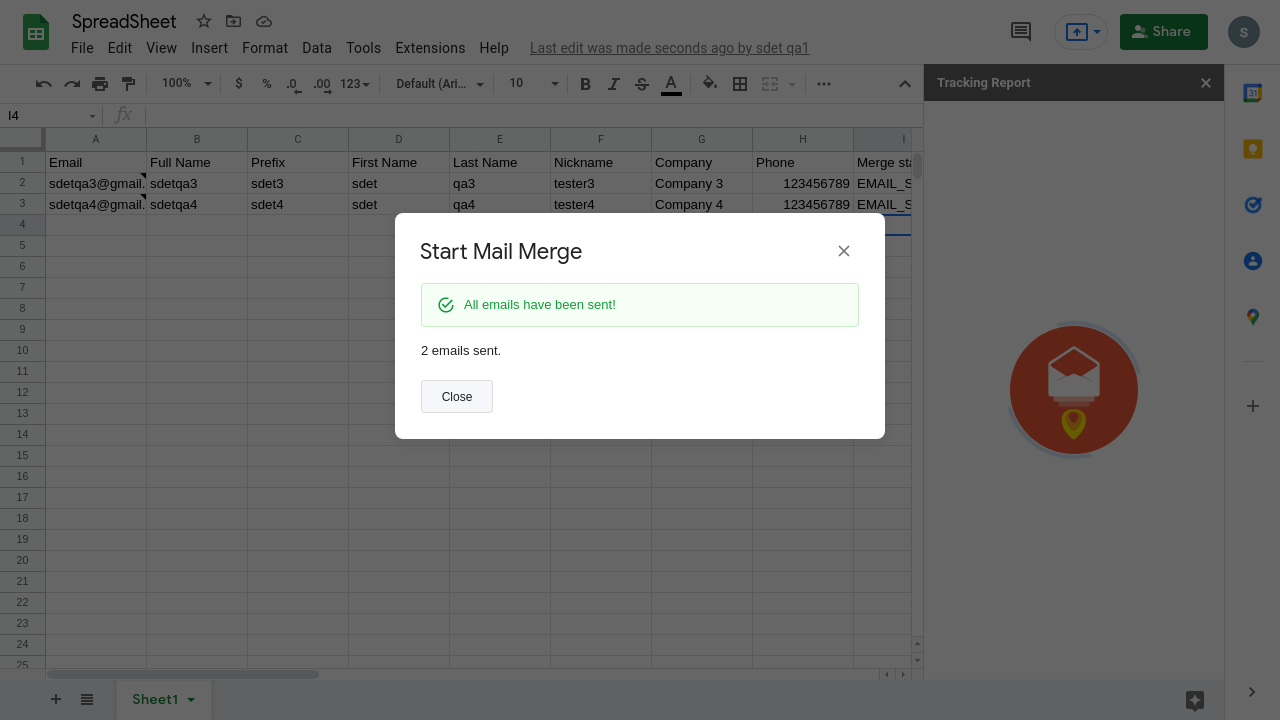 SpreadSheet
File Edit View Insert Format Data Tools Extensions Help Last edit was made seconds ago by sdet qa1
Share
S
100% $ % .0 .00 123 Default (Ari... 10 B I S A
Tracking Report
31
I4
fx
A B C D E F G H I
1 Email Full Name Prefix First Name Last Name Nickname Company Phone Merge sta
2 sdetqa3@gmail. sdetqa3 sdet3 sdet qa3 tester3 Company 3 123456789 EMAIL_S
3 sdetqa4@gmail. sdetqa4 sdet4 sdet qa4 tester4 Company 4 123456789 EMAIL_S
4
5
6
7
8
9
10
11
12
13
14
15
16
17
18
19
20
21
22
23
24
25
Start Mail Merge
All emails have been sent!
2 emails sent.
Close
Sheet1